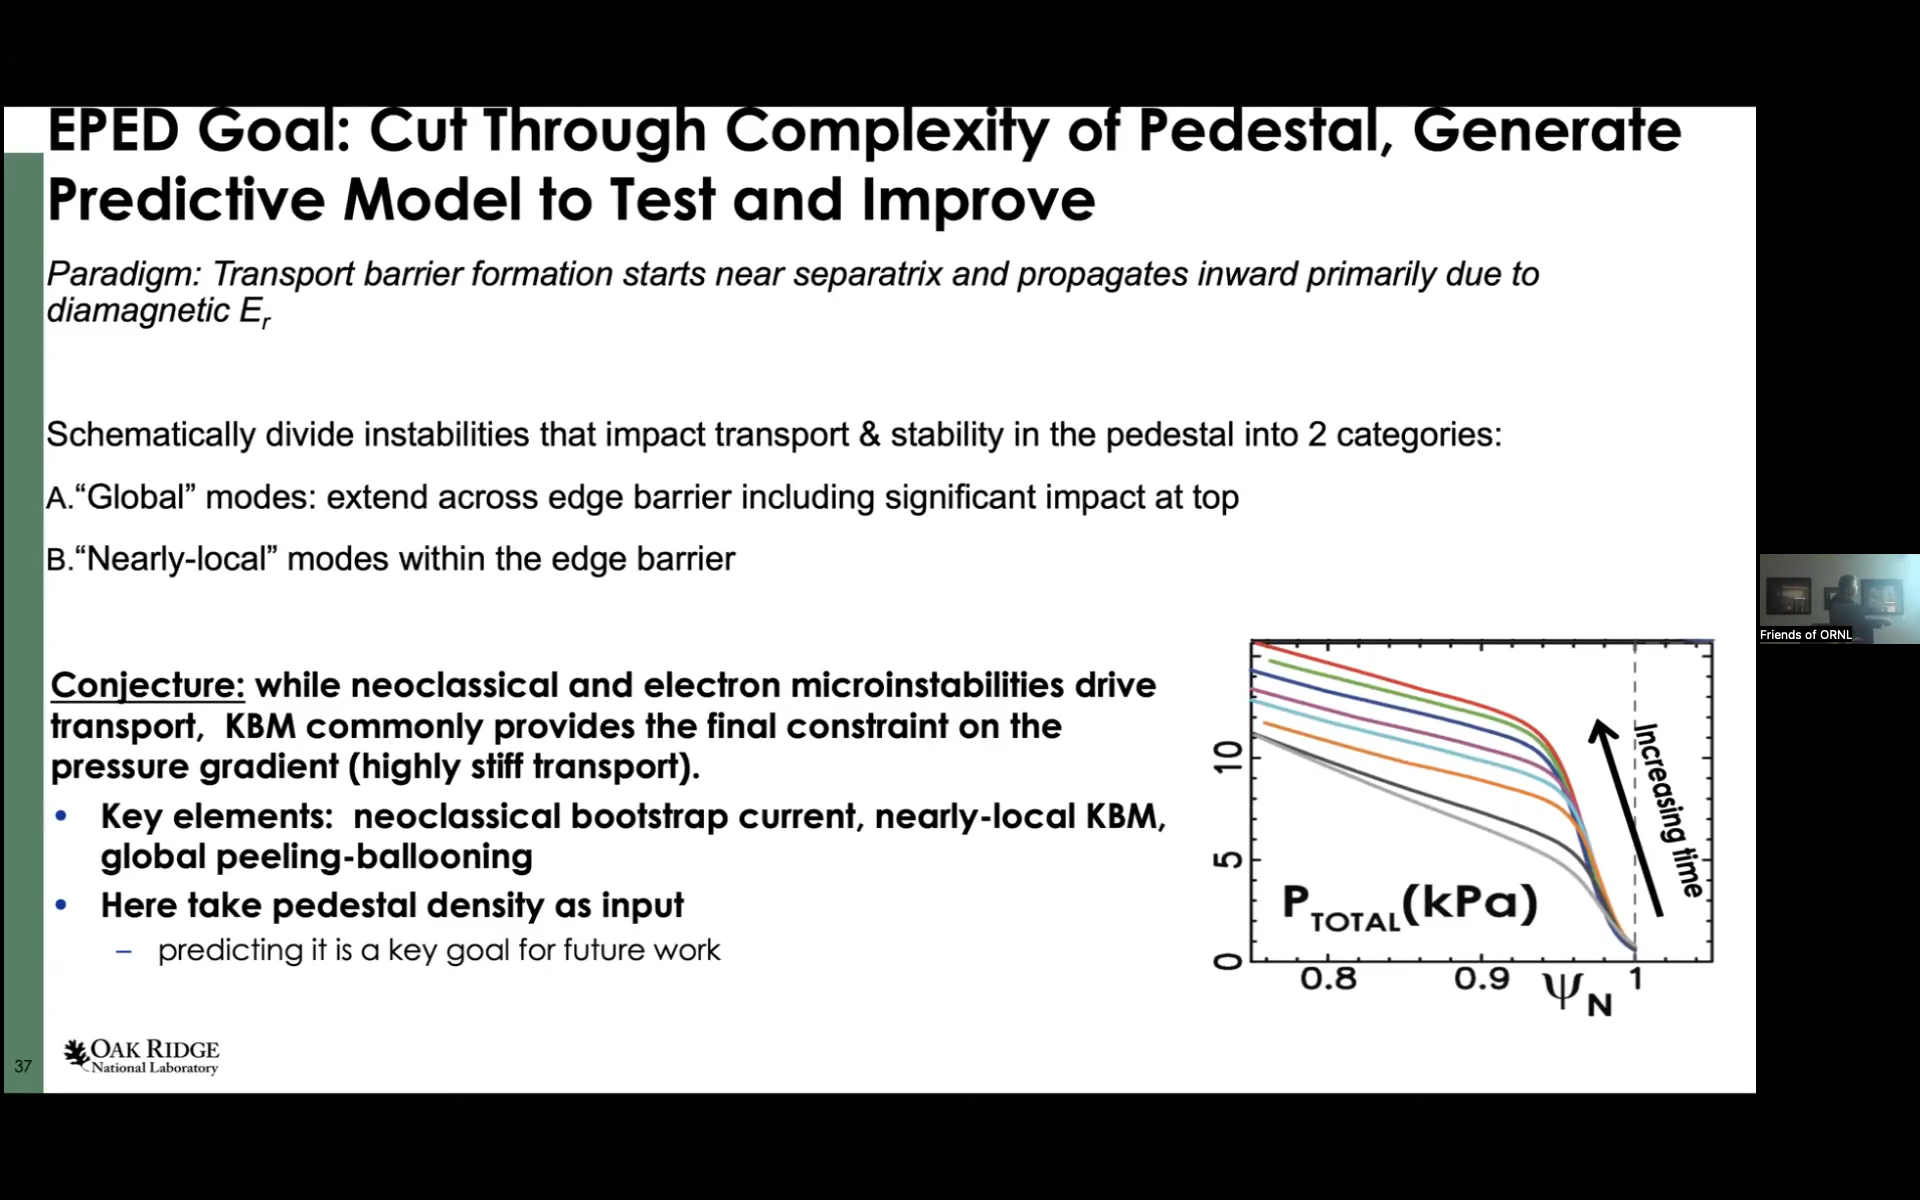 EPED Goal: Cut Through Complexity of Pedestal, Generate
Predictive Model to Test and Improve
Paradigm: Transport barrier formation starts near separatrix and propagates inward primarily due to
diamagnetic Er
Schematically divide instabilities that impact transport & stability in the pedestal into 2 categories:
A.“Global” modes: extend across edge barrier including significant impact at top
B.“Nearly-local” modes within the edge barrier
Conjecture: while neoclassical and electron microinstabilities drive
transport, KBM commonly provides the final constraint on the
pressure gradient (highly stiff transport).
• Key elements: neoclassical bootstrap current, nearly-local KBM,
global peeling-ballooning
• Here take pedestal density as input
– predicting it is a key goal for future work
10
5
0
PTOTAL(kPa)
Increasing time
0.8 0.9 ψN 1
Friends of ORNL
37
OAK RIDGE
National Laboratory